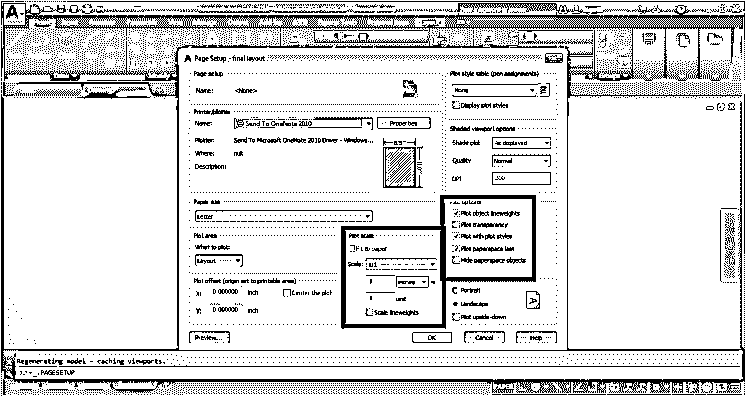 A
Page Setup - final layout
Page setup
Name: <None>
Printer/plotter
Name: Send To OneNote 2010
Properties
Plotter: Send To Microsoft OneNote 2010 Driver - Windows...
Where: null
Description:
8.5"
Paper size
Letter
Plot area
What to plot:
Layout
Plot scale
Fit to paper
Scale: 1:1
1 inches =
1 unit
Scale lineweights
Plot offset (origin set to printable area)
X: 0.000000 inch Center the plot
Y: 0.000000 inch
Plot style table (pen assignments)
None
Display plot styles
Shaded viewport options
Shade plot As displayed
Quality Normal
DPI
Plot options
Plot object lineweights
Plot transparency
Plot with plot styles
Plot paperspace last
Hide paperspace objects
Portrait
Landscape
Plot upside-down
A
Preview...
OK Cancel Help
Regenerating model - caching viewports.
_.PAGESETUP